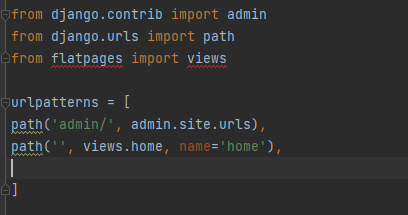 from django.contrib import admin
from django.urls import path
from flatpages import views
urlpatterns = [
path('admin/', admin.site.urls),
path('', views.home, name='home'),
]